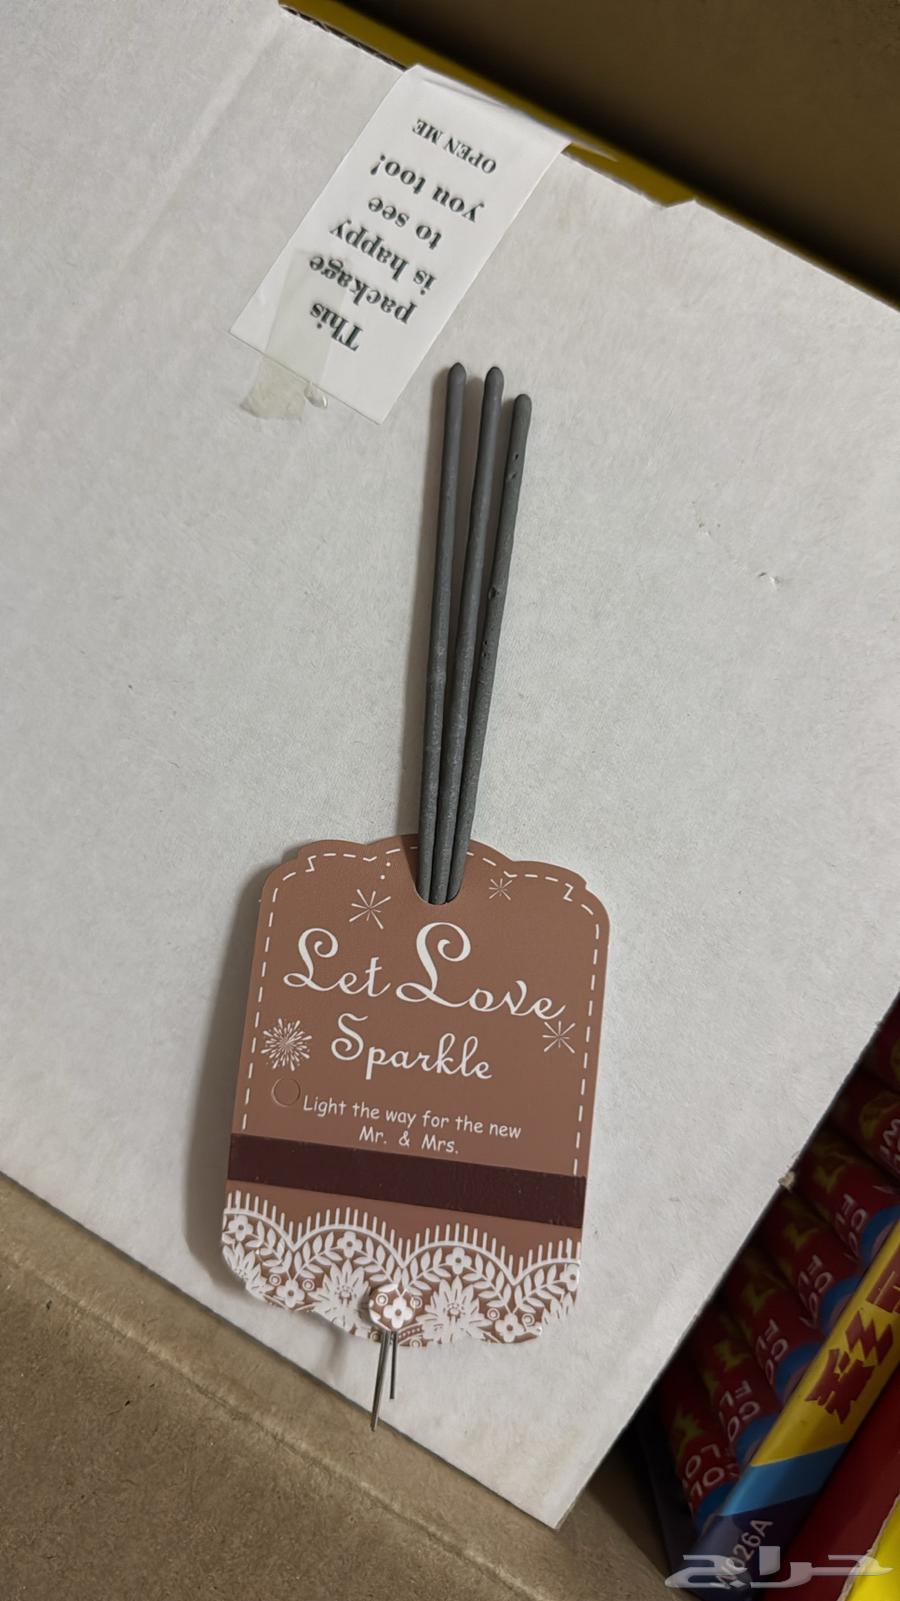 This
package
is happy
to see
you too!
OPEN ME
Let Love
Sparkle
Light the way for the new
Mr. & Mrs.
W026A
حراج